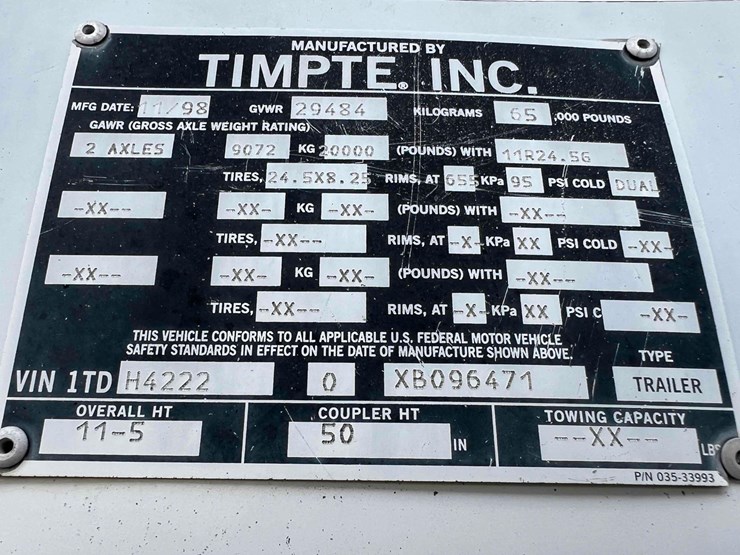 MANUFACTURED BY
TIMPTE® INC.
MFG DATE: 11/98 GVWR 29484 KILOGRAMS 65 ,000 POUNDS
GAWR (GROSS AXLE WEIGHT RATING)
2 AXLES 9072 KG 20000 (POUNDS) WITH 11R24.5G
TIRES, 24.5X8.25 RIMS, AT 655 KPa 95 PSI COLD DUAL
-XX-- -XX- KG -XX- (POUNDS) WITH -XX----
TIRES, -XX--- RIMS, AT -X- KPa XX PSI COLD -XX-
-XX-- -XX- KG -XX- (POUNDS) WITH -XX---
TIRES, -XX--- RIMS, AT -X- KPa XX PSI C -XX-
THIS VEHICLE CONFORMS TO ALL APPLICABLE U.S. FEDERAL MOTOR VEHICLE
SAFETY STANDARDS IN EFFECT ON THE DATE OF MANUFACTURE SHOWN ABOVE. TYPE
VIN 1TD H4222 0 XB096471 TRAILER
OVERALL HT COUPLER HT TOWING CAPACITY
11-5 50 IN --XX-- LBS
P/N 035-33993